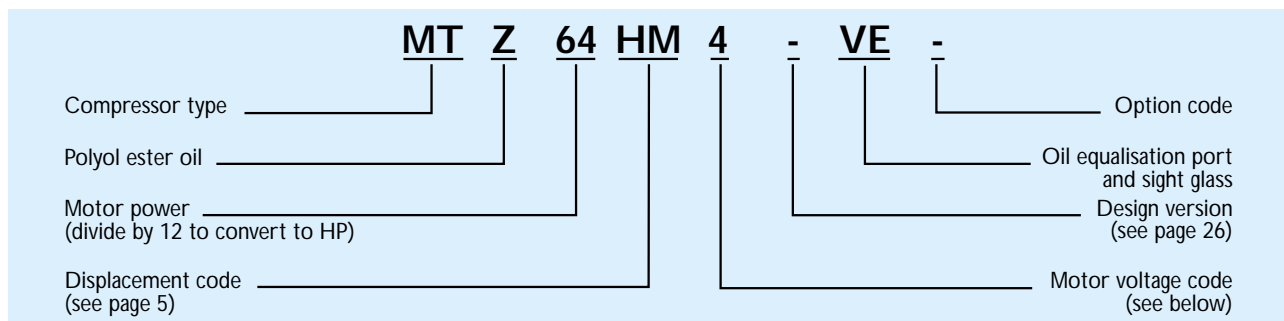 MT Z 64 HM 4 - VE -
Compressor type
Option code
Polyol ester oil
Oil equalisation port
and sight glass
Motor power
(divide by 12 to convert to HP)
Design version
(see page 26)
Displacement code
(see page 5)
Motor voltage code
(see below)